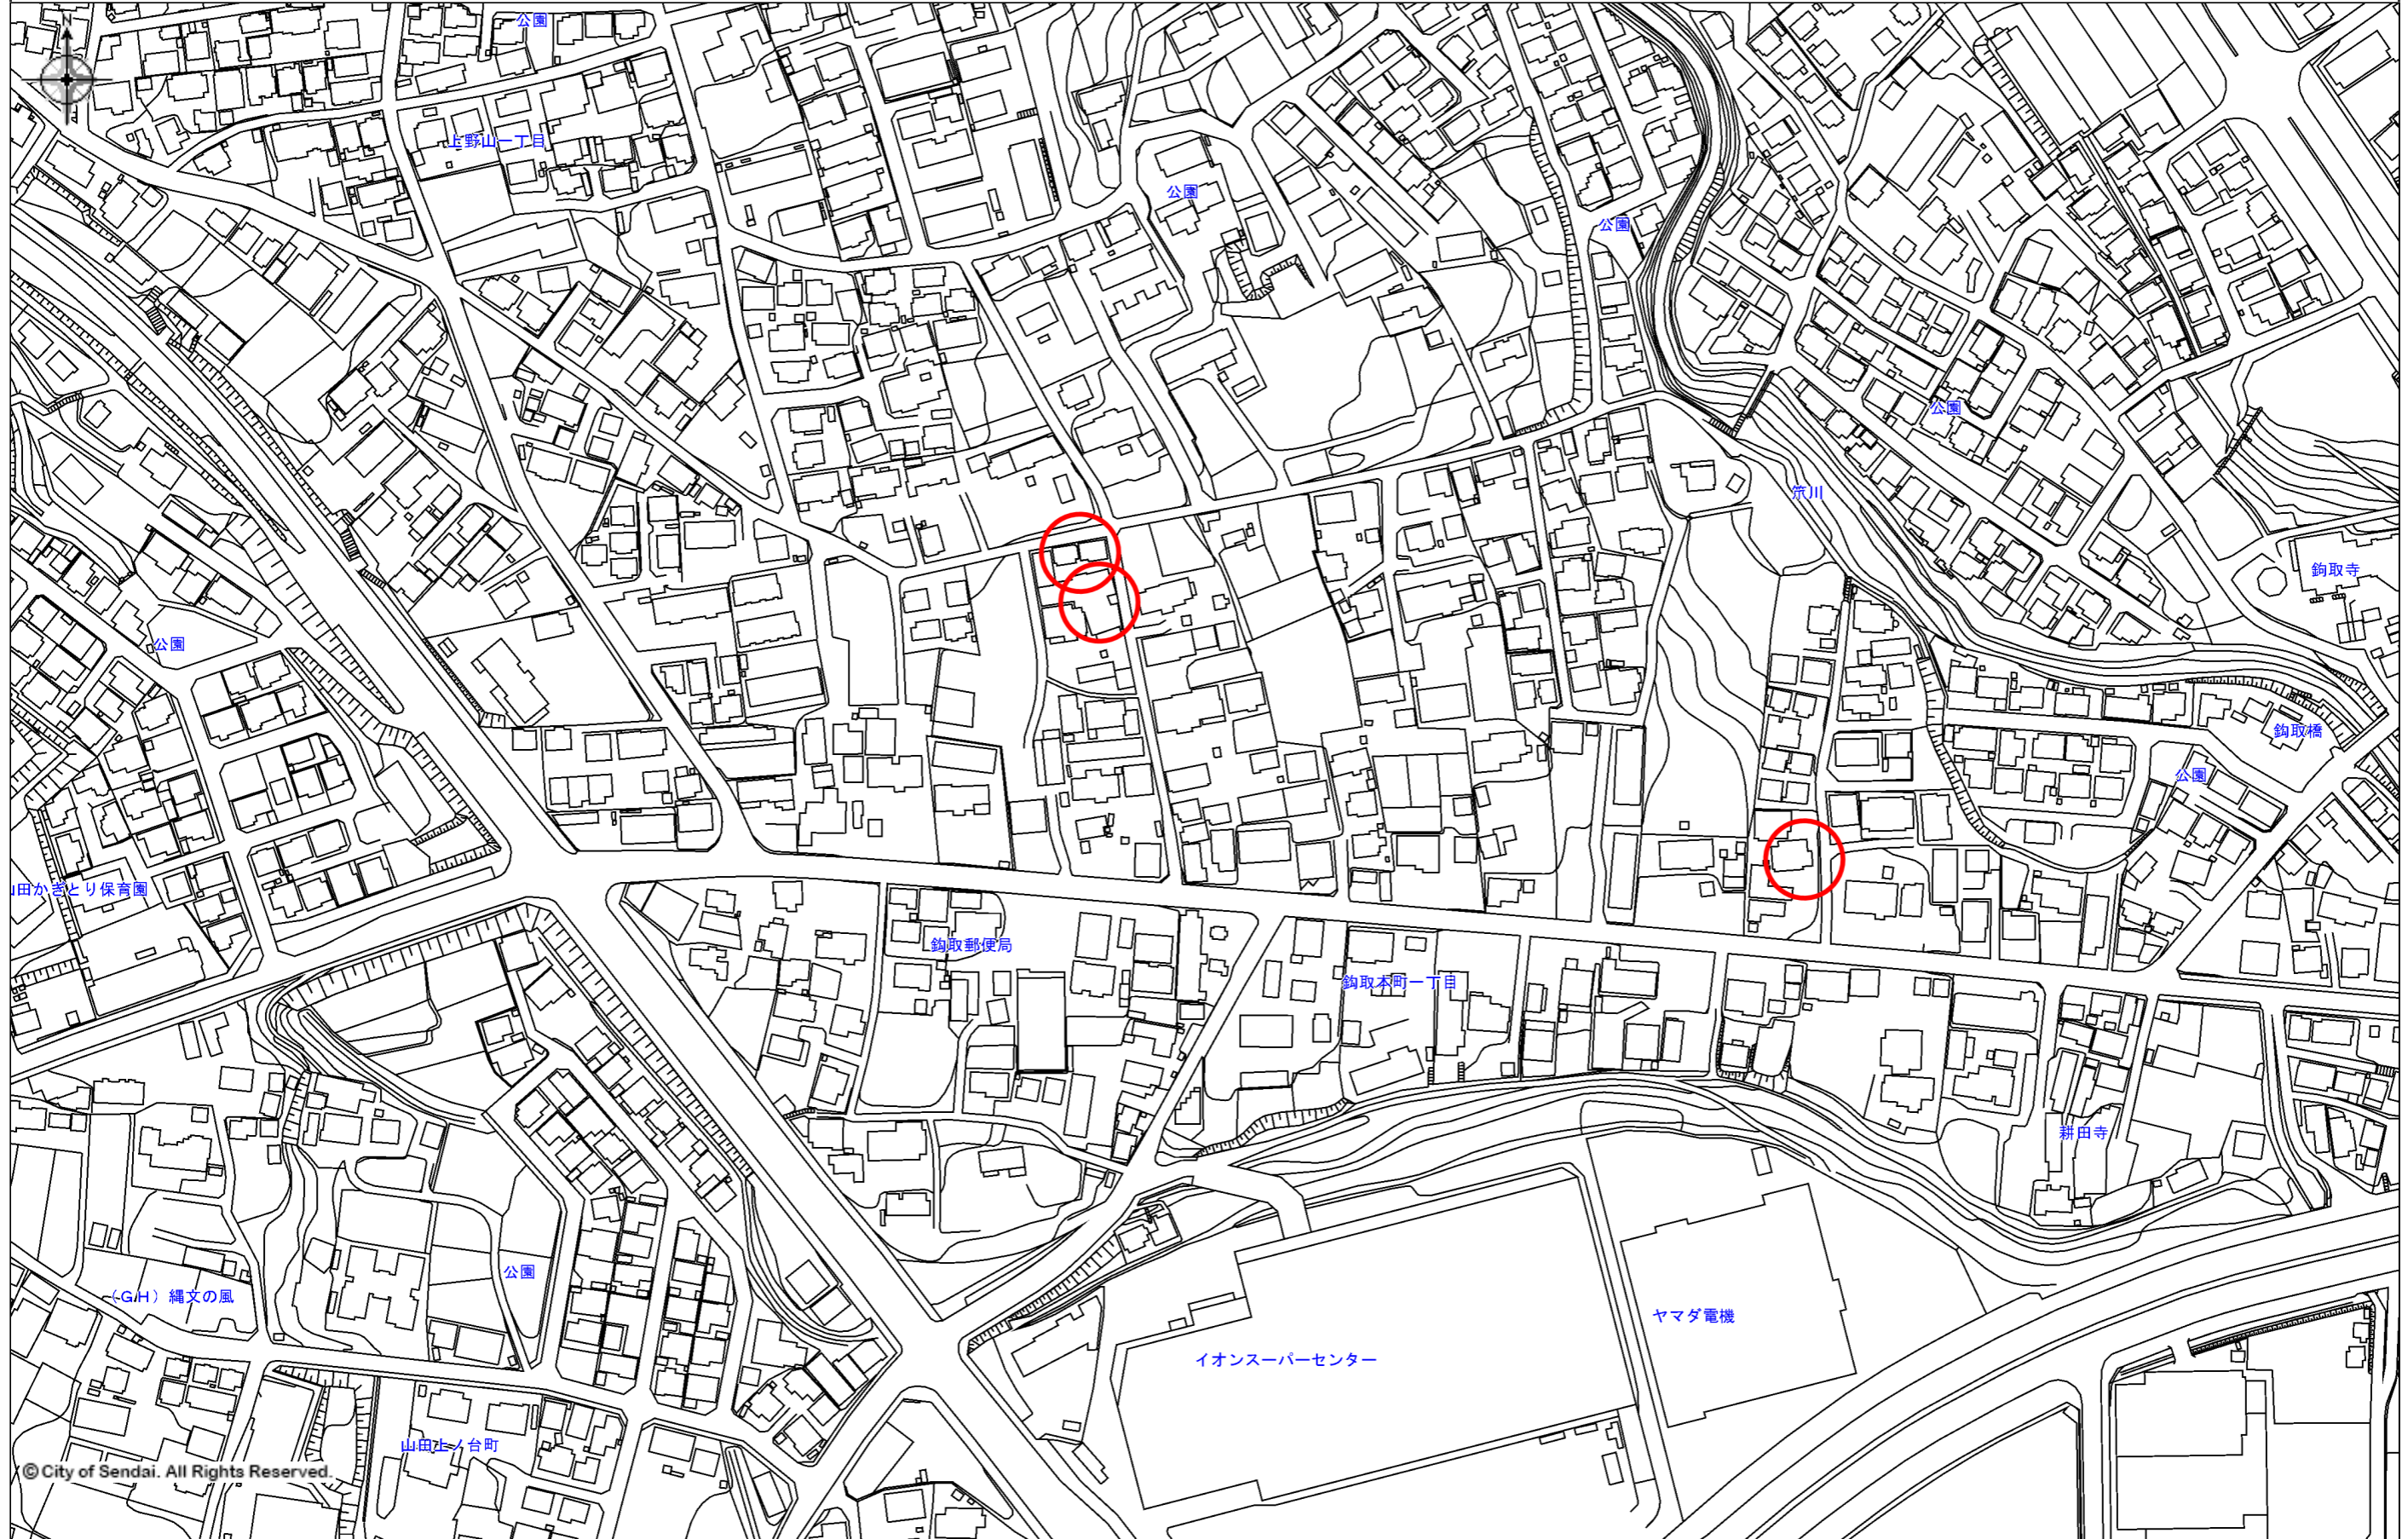 公園
N
上野山一丁目
公園
公園
公園
笊川
鈎取寺
公園
鈎取橋
公園
山田かぎとり保育園
鈎取郵便局
鈎取本町一丁目
耕田寺
公園
（GH）縄文の風
ヤマダ電機
イオンスーパーセンター
山田上ノ台町
© City of Sendai. All Rights Reserved.